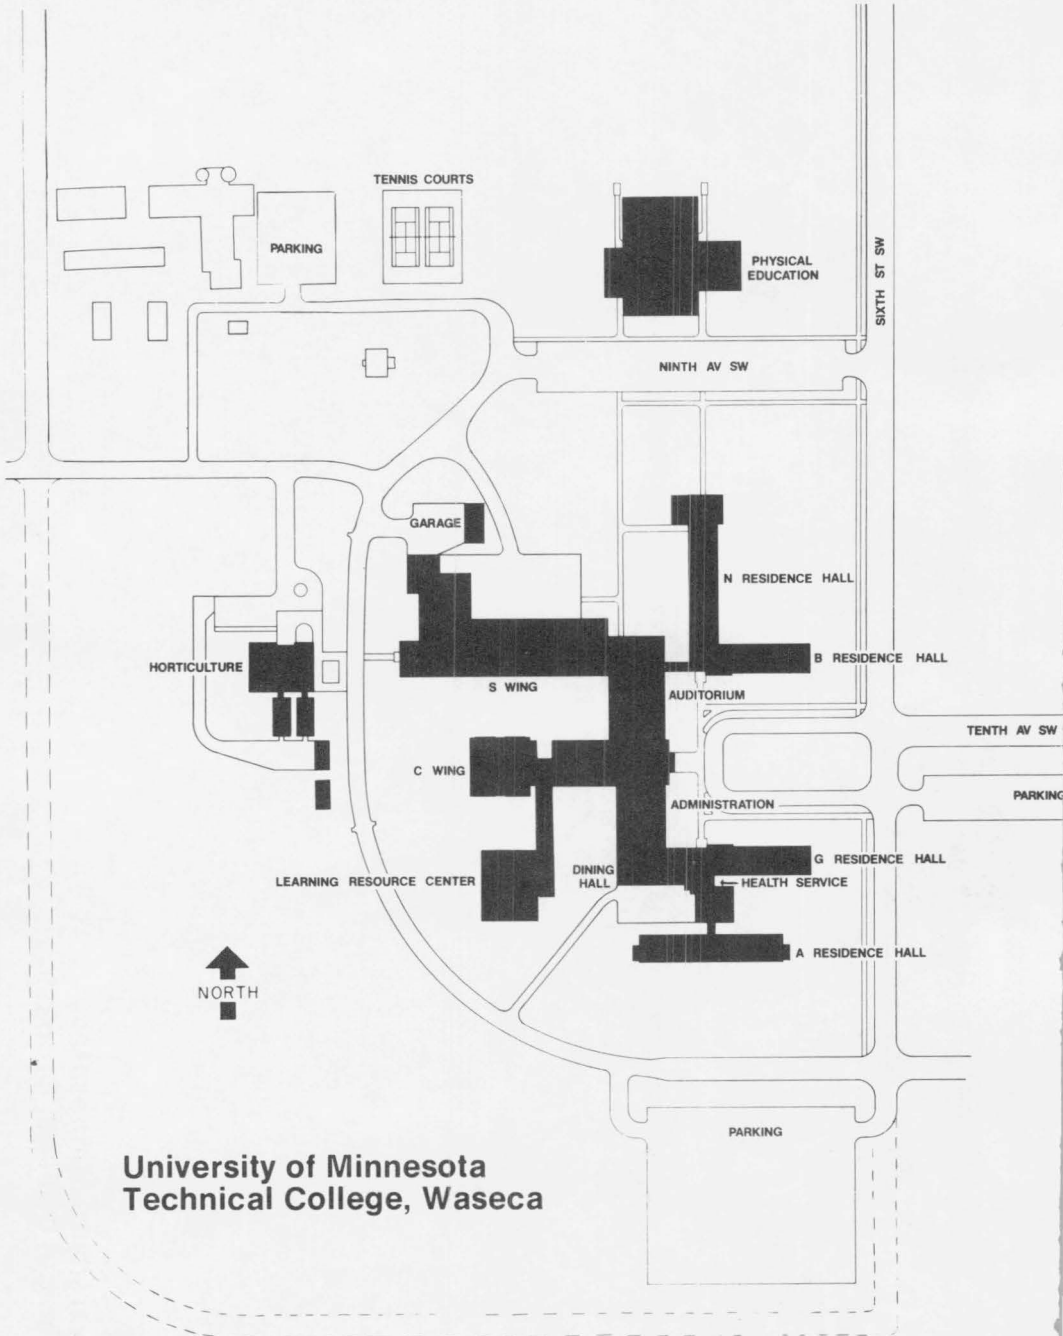 TENNIS COURTS
PARKING
PHYSICAL
EDUCATION
SIXTH ST SW
NINTH AV SW
GARAGE
N RESIDENCE HALL
HORTICULTURE
B RESIDENCE HALL
S WING
AUDITORIUM
TENTH AV SW
C WING
PARKING
ADMINISTRATION
LEARNING RESOURCE CENTER
DINING
HALL
G RESIDENCE HALL
HEALTH SERVICE
A RESIDENCE HALL
NORTH
PARKING
University of Minnesota
Technical College, Waseca